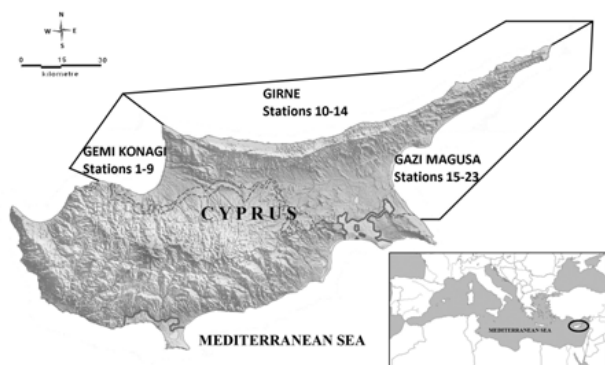 N
W E
S
0 15 30
kilometre
GIRNE
Stations 10-14
GEMI KONAGI
Stations 1-9
GAZI MAGUSA
Stations 15-23
CYPRUS
MEDITERRANEAN SEA
MEDITERRANEAN SEA